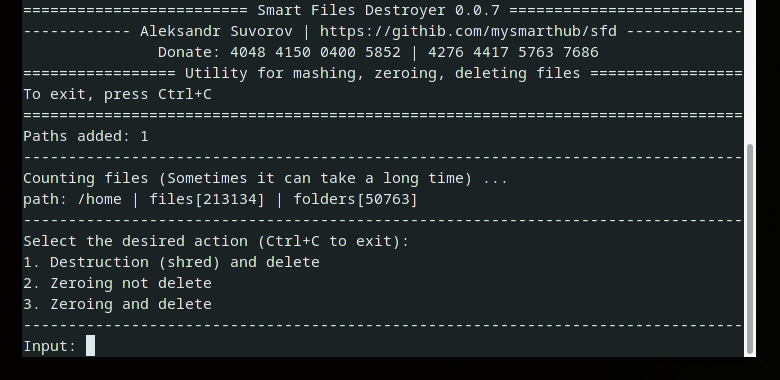 ========================= Smart Files Destroyer 0.0.7 ==========================
------------ Aleksandr Suvorov | https://githib.com/mysmarthub/sfd -------------
Donate: 4048 4150 0400 5852 | 4276 4417 5763 7686
================= Utility for mashing, zeroing, deleting files =================
To exit, press Ctrl+C
================================================================================
Paths added: 1
--------------------------------------------------------------------------------
Counting files (Sometimes it can take a long time) ...
path: /home | files[213134] | folders[50763]
--------------------------------------------------------------------------------
Select the desired action (Ctrl+C to exit):
1. Destruction (shred) and delete
2. Zeroing not delete
3. Zeroing and delete
--------------------------------------------------------------------------------
Input: